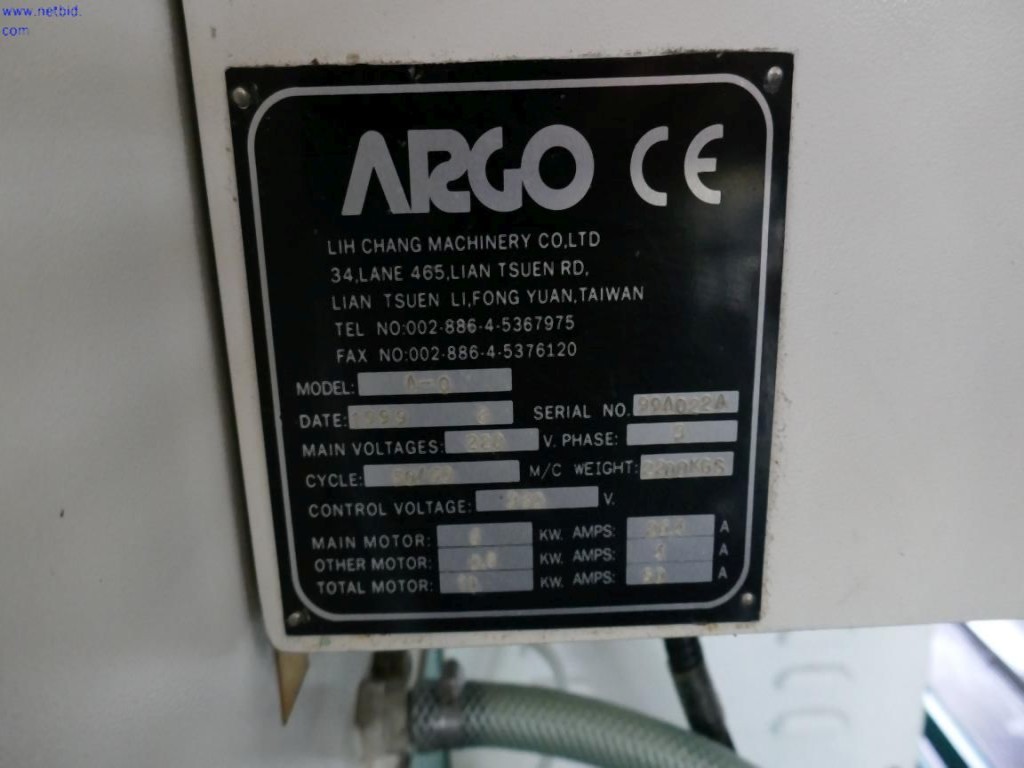 www.netbid.
com
ARGO CE
LIH CHANG MACHINERY CO,LTD
34,LANE 465,LIAN TSUEN RD,
LIAN TSUEN LI,FONG YUAN,TAIWAN
TEL NO:002-886-4-5367975
FAX NO:002-886-4-5376120
MODEL:
DATE: SERIAL NO. 99A022A
MAIN VOLTAGES: V. PHASE:
CYCLE: M/C WEIGHT:
CONTROL VOLTAGE: V.
MAIN MOTOR: KW. AMPS: A
OTHER MOTOR: KW. AMPS: A
TOTAL MOTOR: KW. AMPS: A